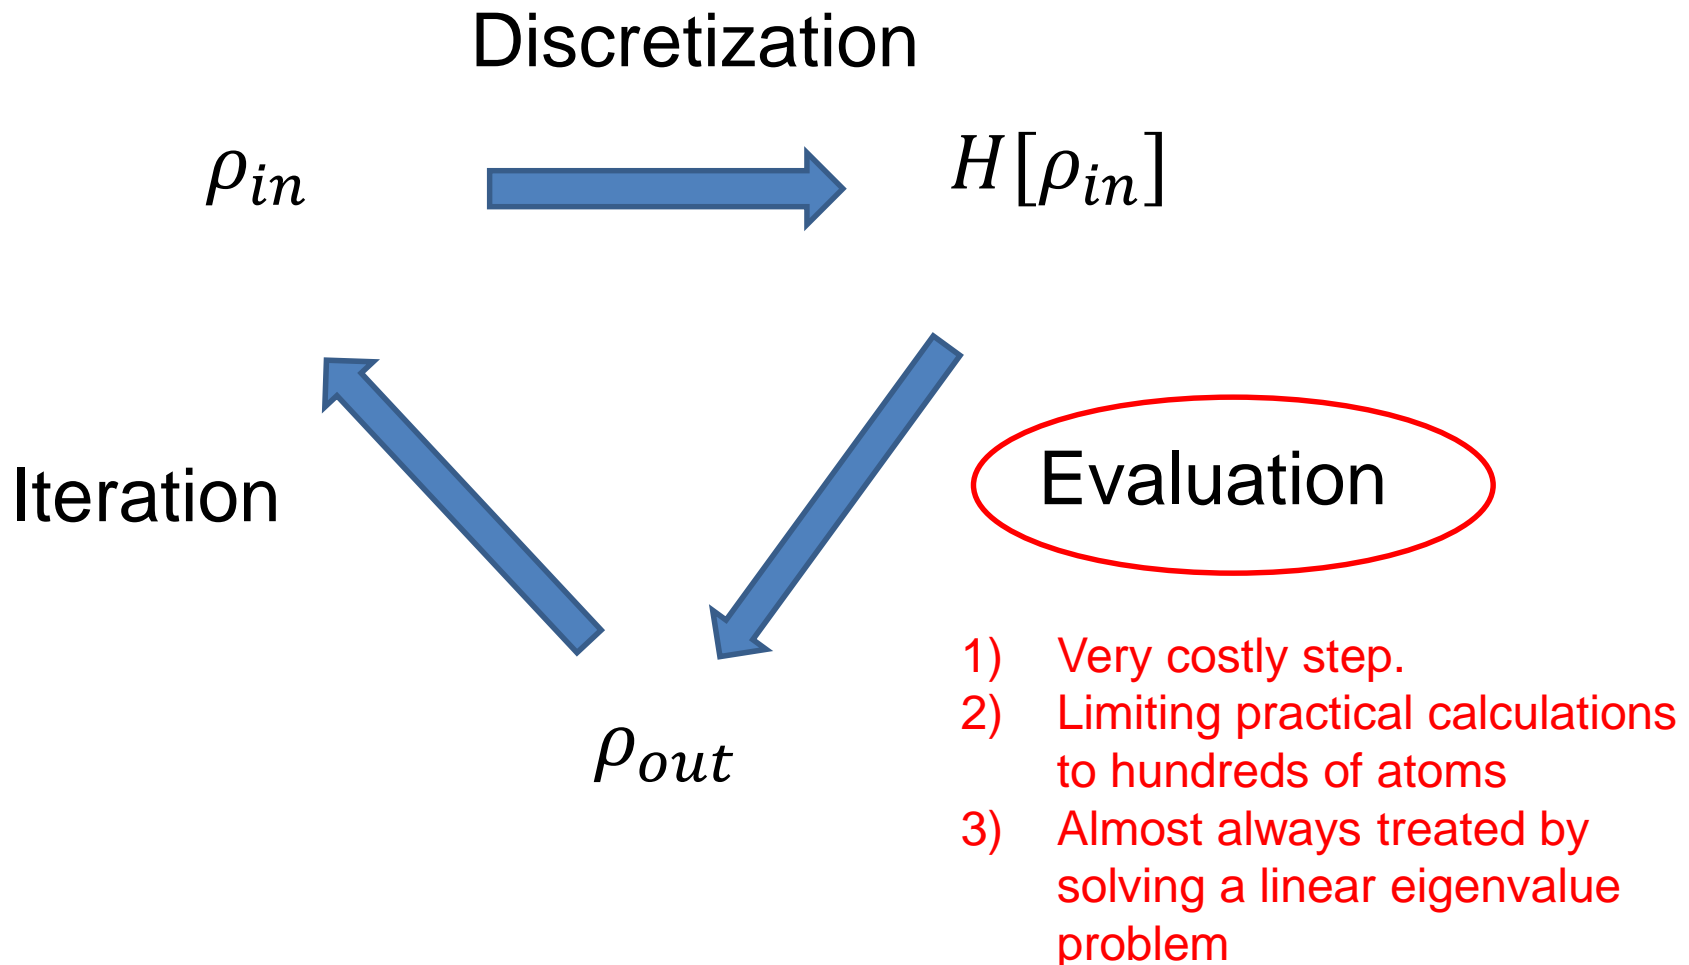 Discretization
𝜌𝑖𝑛
𝐻[𝜌𝑖𝑛]
Iteration
Evaluation
𝜌𝑜𝑢𝑡
1) Very costly step.
2) Limiting practical calculations
to hundreds of atoms
3) Almost always treated by
solving a linear eigenvalue
problem